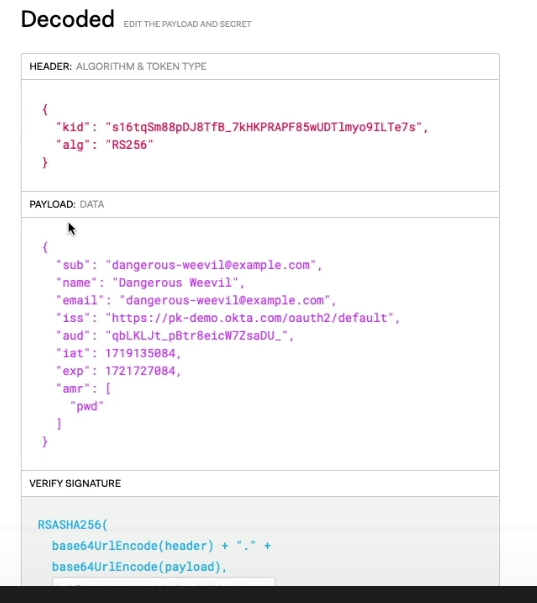 Decoded EDIT THE PAYLOAD AND SECRET
HEADER: ALGORITHM & TOKEN TYPE
{
"kid": "s16tqSm88pDJ8TfB_7kHKPRAPF85wUDTlmyo9ILTe7s",
"alg": "RS256"
}
PAYLOAD: DATA
{
"sub": "dangerous-weevil@example.com",
"name": "Dangerous Weevil",
"email": "dangerous-weevil@example.com",
"iss": "https://pk-demo.okta.com/oauth2/default",
"aud": "qbLKLJt_pBtr8eicW7ZsaDU_",
"iat": 1719135084,
"exp": 1721727084,
"amr": [
"pwd"
]
}
VERIFY SIGNATURE
RSASHA256(
base64UrlEncode(header) + "." +
base64UrlEncode(payload),